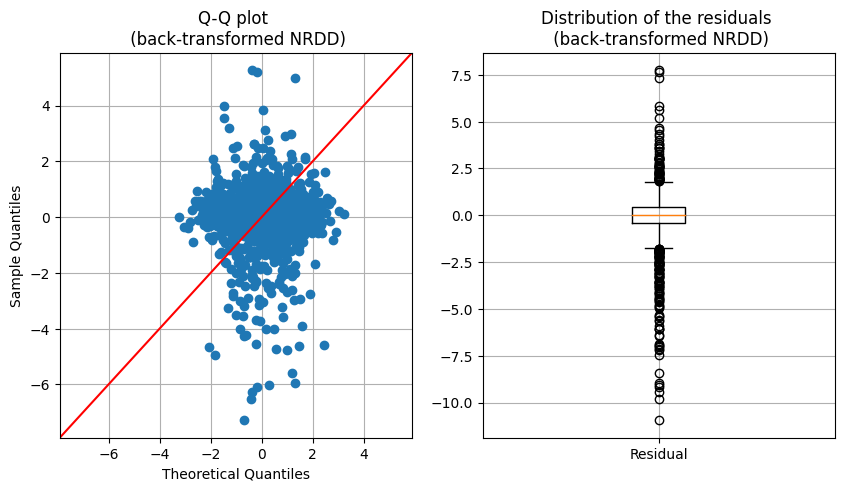 Q-Q plot
(back-transformed NRDD)
Sample Quantiles
4
2
0
−2
−4
−6
−6
−4
−2
0
2
4
Theoretical Quantiles
Distribution of the residuals
(back-transformed NRDD)
7.5
5.0
2.5
0.0
−2.5
−5.0
−7.5
−10.0
Residual